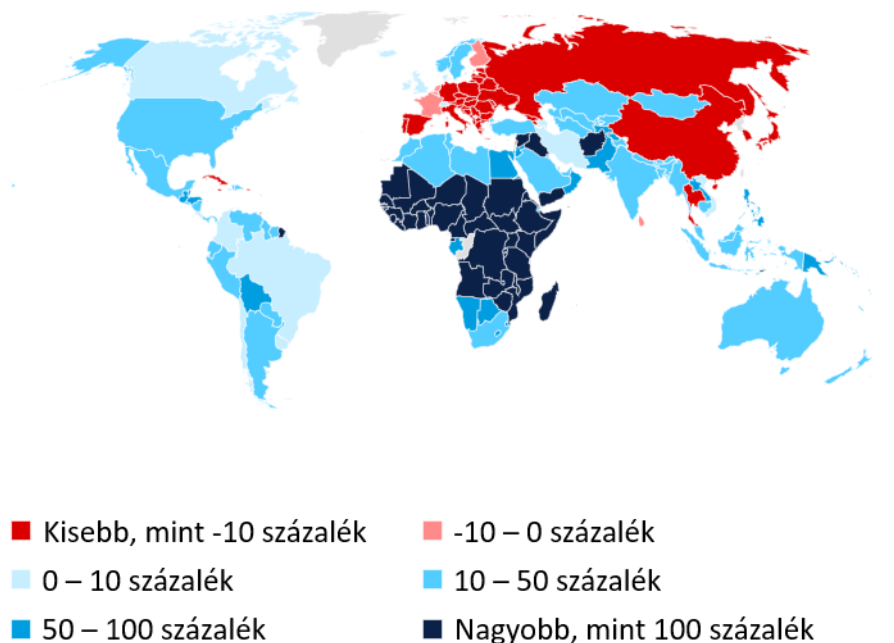 Kisebb, mint -10 százalék
-10 – 0 százalék
0 – 10 százalék
10 – 50 százalék
50 – 100 százalék
Nagyobb, mint 100 százalék